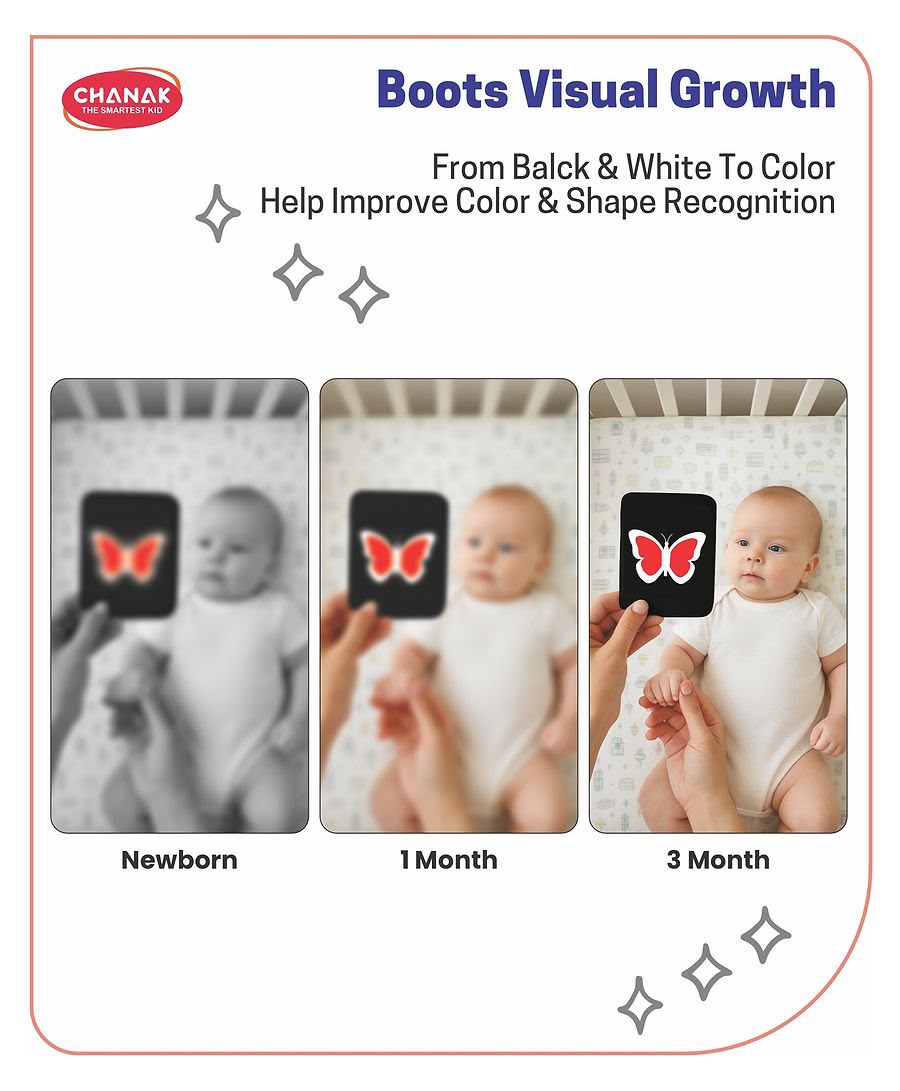 CHANAK
THE SMARTEST KID
Boots Visual Growth
From Balck & White To Color
Help Improve Color & Shape Recognition
Newborn
1 Month
3 Month